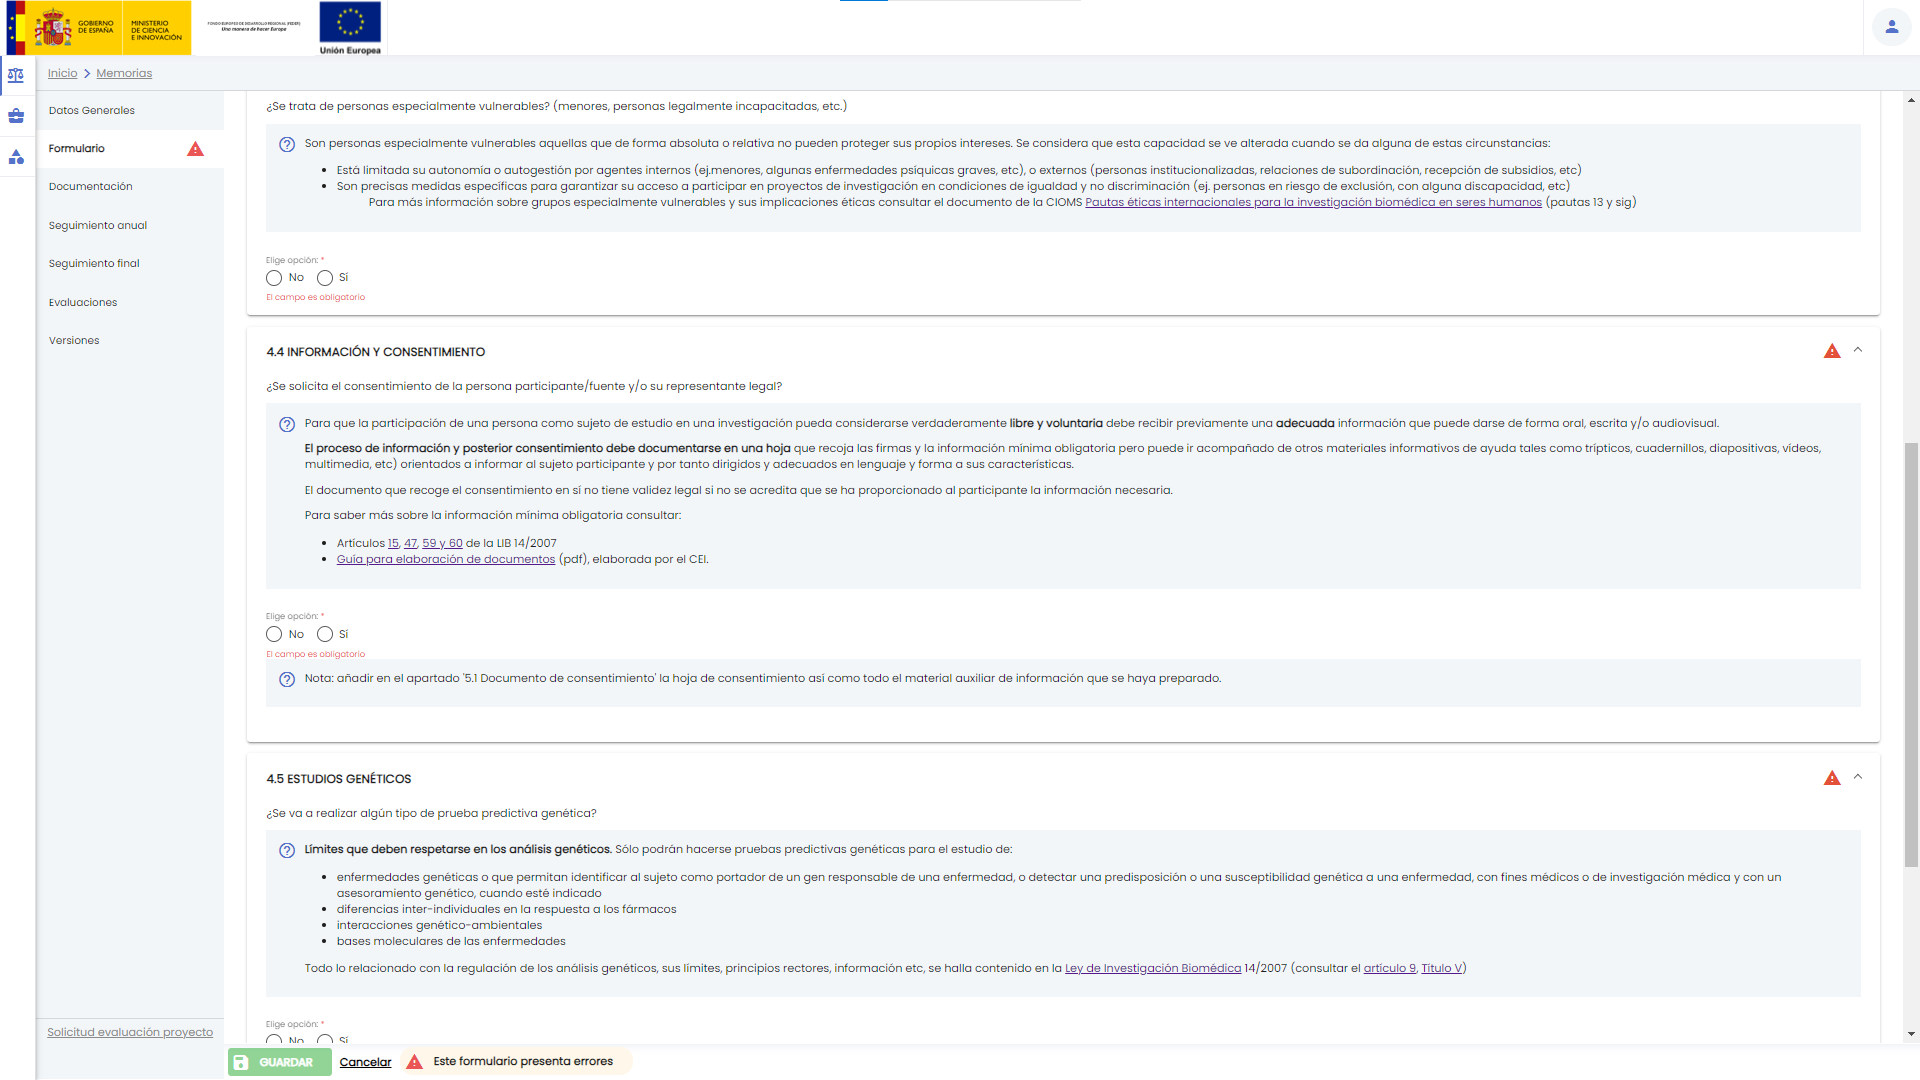 GOBIERNO
DE ESPAÑA
MINISTERIO
DE CIENCIA
E INNOVACIÓN
FONDO EUROPEO DE DESARROLLO REGIONAL (FEDER)
Una manera de hacer Europa
Unión Europea
Inicio
Memorias
Datos Generales
Formulario
Documentación
Seguimiento anual
Seguimiento final
Evaluaciones
Versiones
Solicitud evaluación proyecto
¿Se trata de personas especialmente vulnerables? (menores, personas legalmente incapacitadas, etc.)
Son personas especialmente vulnerables aquellas que de forma absoluta o relativa no pueden proteger sus propios intereses. Se considera que esta capacidad se ve alterada cuando se da alguna de estas circunstancias:
Está limitada su autonomía o autogestión por agentes internos (ej.menores, algunas enfermedades psíquicas graves, etc), o externos (personas institucionalizadas, relaciones de subordinación, recepción de subsidios, etc)
Son precisas medidas específicas para garantizar su acceso a participar en proyectos de investigación en condiciones de igualdad y no discriminación (ej. personas en riesgo de exclusión, con alguna discapacidad, etc)
Para más información sobre grupos especialmente vulnerables y sus implicaciones éticas consultar el documento de la CIOMS Pautas éticas internacionales para la investigación biomédica en seres humanos (pautas 13 y sig)
Elige opción: *
No Sí
El campo es obligatorio
4.4 INFORMACIÓN Y CONSENTIMIENTO
¿Se solicita el consentimiento de la persona participante/fuente y/o su representante legal?
Para que la participación de una persona como sujeto de estudio en una investigación pueda considerarse verdaderamente libre y voluntaria debe recibir previamente una adecuada información que puede darse de forma oral, escrita y/o audiovisual.
El proceso de información y posterior consentimiento debe documentarse en una hoja que recoja las firmas y la información mínima obligatoria pero puede ir acompañado de otros materiales informativos de ayuda tales como trípticos, cuadernillos, diapositivas, vídeos,
multimedia, etc) orientados a informar al sujeto participante y por tanto dirigidos y adecuados en lenguaje y forma a sus características.
El documento que recoge el consentimiento en sí no tiene validez legal si no se acredita que se ha proporcionado al participante la información necesaria.
Para saber más sobre la información mínima obligatoria consultar:
Artículos 15, 47, 59 y 60 de la LIB 14/2007
Guía para elaboración de documentos (pdf), elaborada por el CEI.
Elige opción: *
No Sí
El campo es obligatorio
Nota: añadir en el apartado '5.1 Documento de consentimiento' la hoja de consentimiento así como todo el material auxiliar de información que se haya preparado.
4.5 ESTUDIOS GENÉTICOS
¿Se va a realizar algún tipo de prueba predictiva genética?
Límites que deben respetarse en los análisis genéticos. Sólo podrán hacerse pruebas predictivas genéticas para el estudio de:
enfermedades genéticas o que permitan identificar al sujeto como portador de un gen responsable de una enfermedad, o detectar una predisposición o una susceptibilidad genética a una enfermedad, con fines médicos o de investigación médica y con un
asesoramiento genético, cuando esté indicado
diferencias inter-individuales en la respuesta a los fármacos
interacciones genético-ambientales
bases moleculares de las enfermedades
Todo lo relacionado con la regulación de los análisis genéticos, sus límites, principios rectores, información etc, se halla contenido en la Ley de Investigación Biomédica 14/2007 (consultar el artículo 9, Título V)
Elige opción: *
No Sí
GUARDAR
Cancelar
Este formulario presenta errores